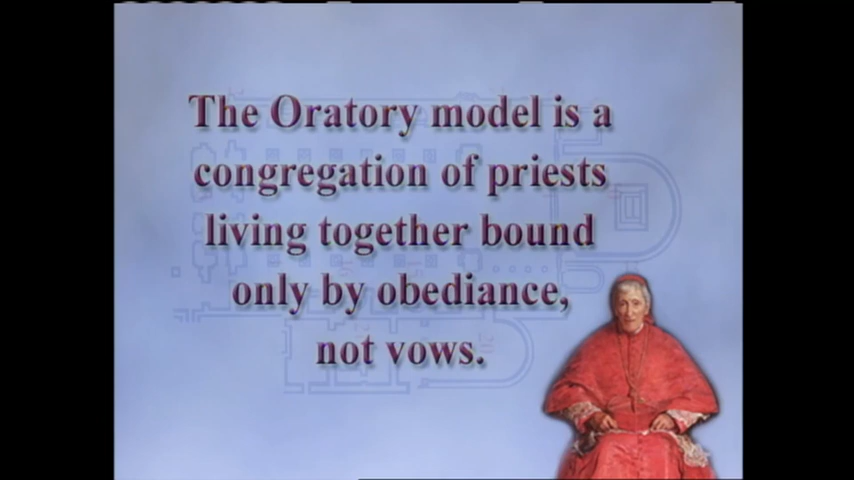 The Oratory model is a
congregation of priests
living together bound
only by obediance,
not vows.